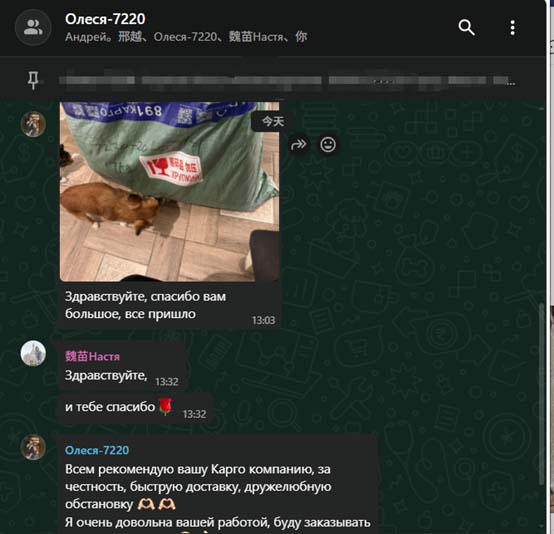 Олеся-7220
Андрей。邢越、Олеся-7220、魏苗Настя、你
今天
891КАРГО
ХРУПКИЙ
Здравствуйте, спасибо вам
большое, все пришло
13:03
魏苗Настя
Здравствуйте,
13:32
и тебе спасибо🌹
13:32
Олеся-7220
Всем рекомендую вашу Карго компанию, за
честность, быструю доставку, дружелюбную
обстановку 🫶🏻 🫶🏻
Я очень довольна вашей работой, буду заказывать